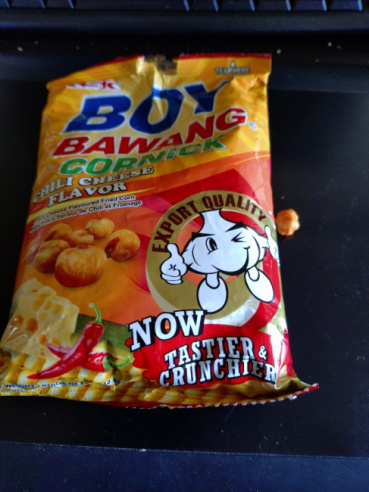 BOY
BAWANG
CORNICK
CHILI CHEESE
FLAVOR
EXPORT QUALITY
NOW
TASTIER &
CRUNCHIER